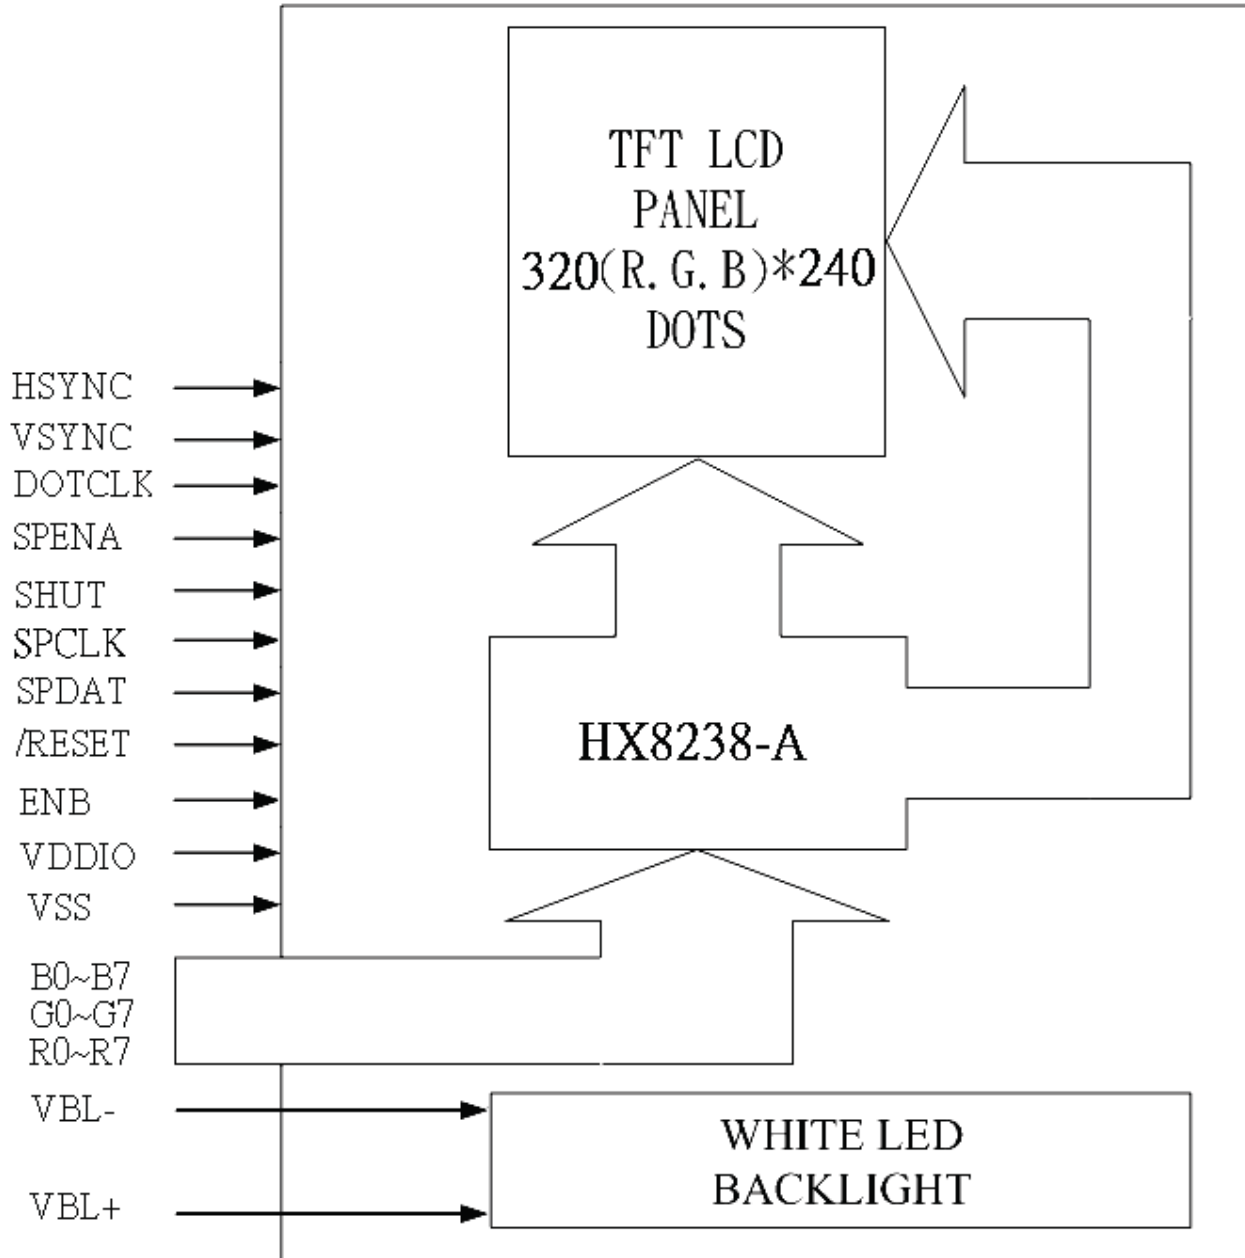 TFT LCD
PANEL
320(R.G.B)*240
DOTS
HSYNC
VSYNC
DOTCLK
SPENA
SHUT
SPCLK
SPDAT
/RESET
HX8238-A
ENB
VDDIO
VSS
B0~B7
G0~G7
R0~R7
VBL-
WHITE LED
BACKLIGHT
VBL+